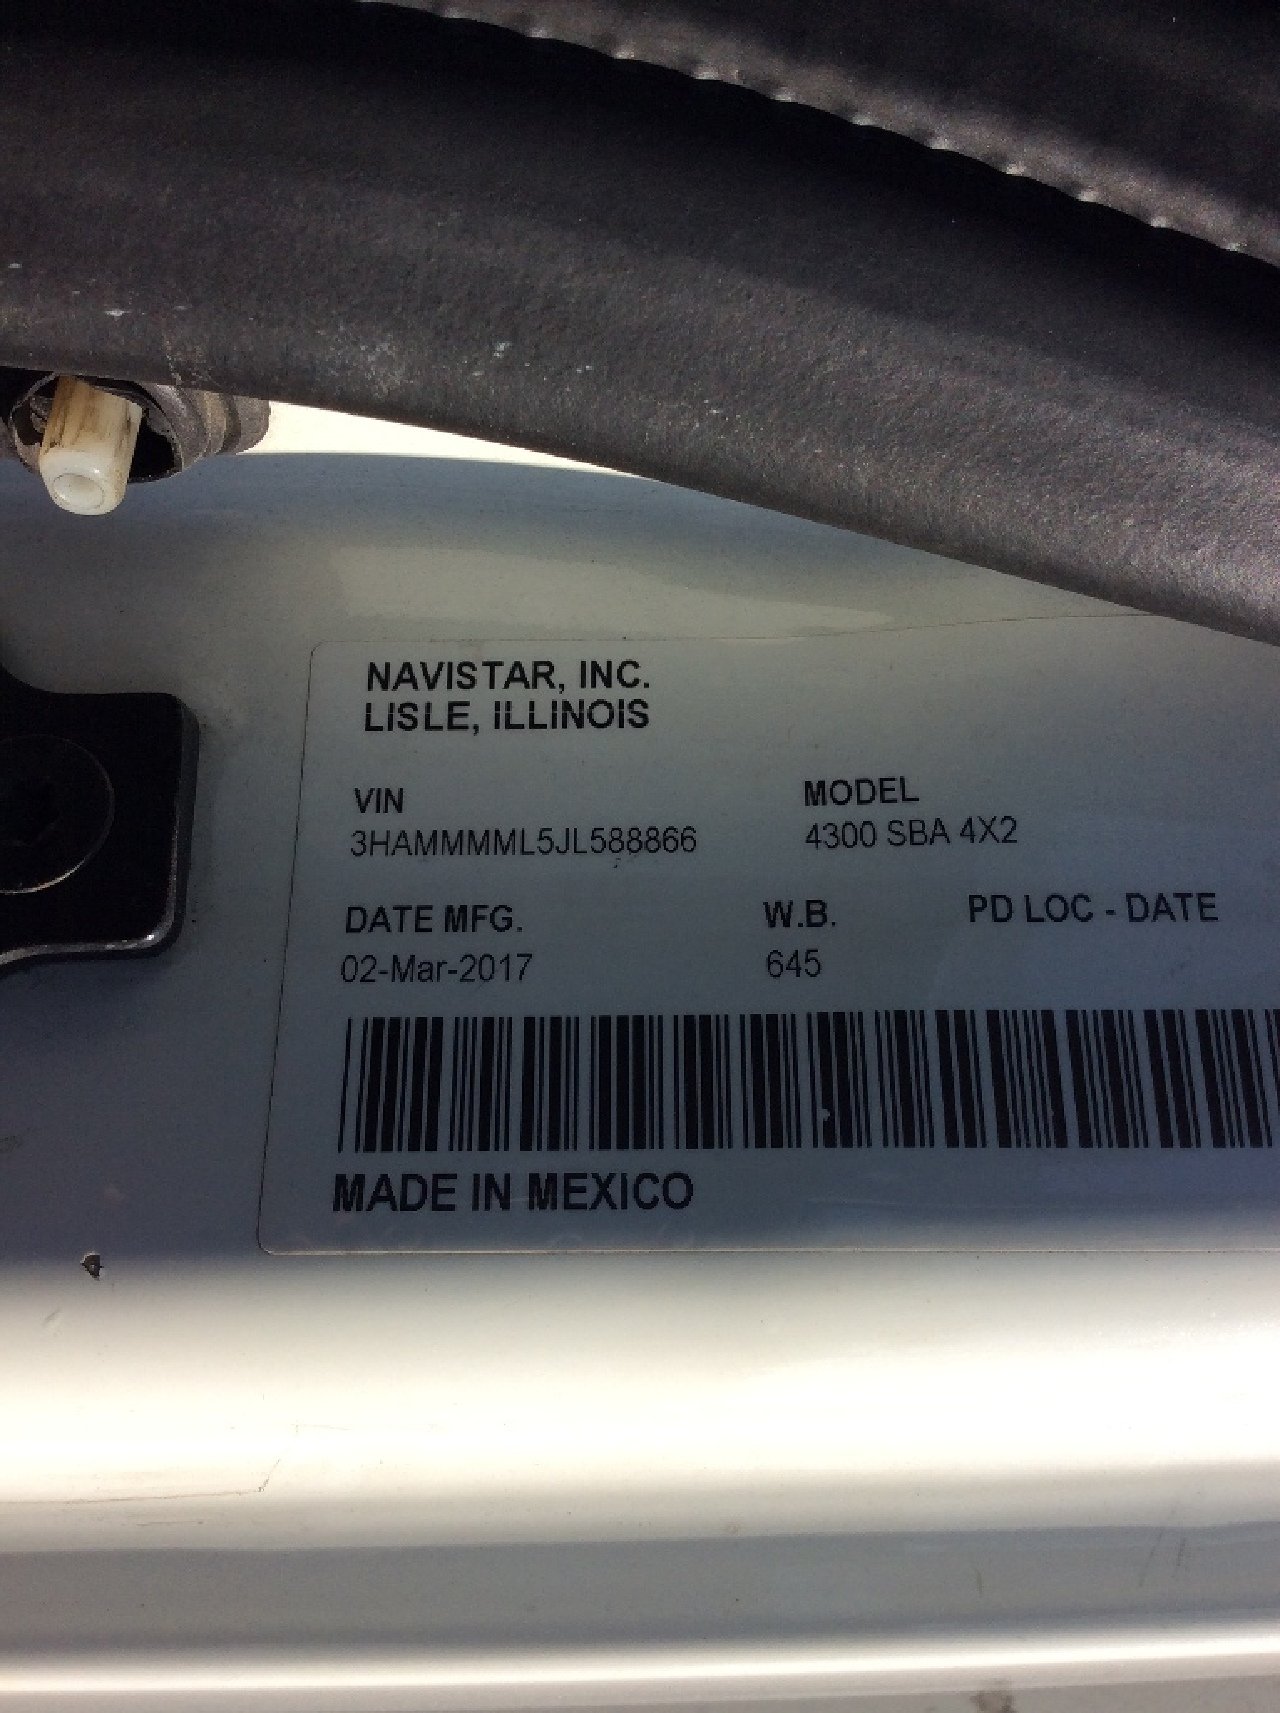 NAVISTAR, INC.
LISLE, ILLINOIS
VIN MODEL
3HAMMMML5JL588866 4300 SBA 4X2
DATE MFG. W.B. PD LOC - DATE
02-Mar-2017 645
MADE IN MEXICO